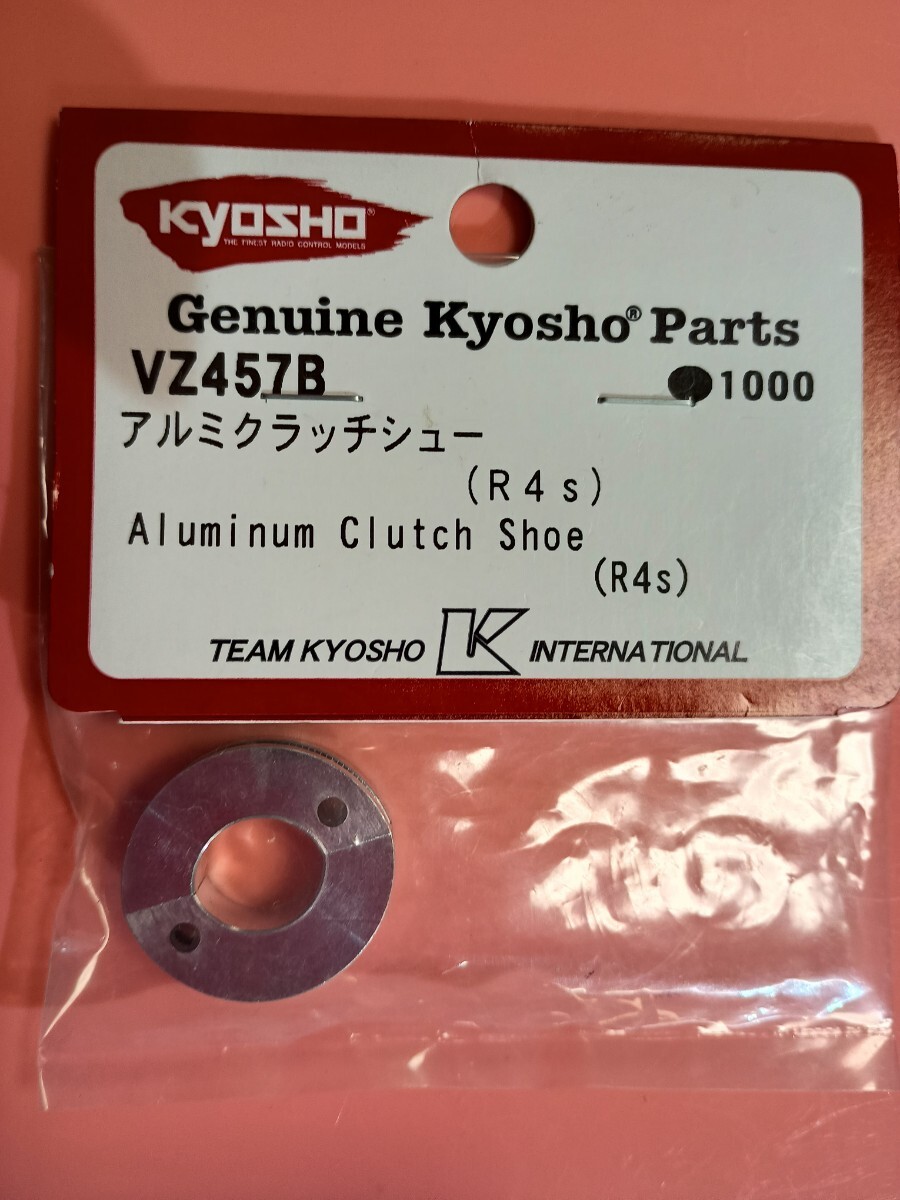 KYOSHO®
THE FINEST RADIO CONTROL MODELS
Genuine Kyosho® Parts
VZ457B ●1000
アルミクラッチシュー
(R4s)
Aluminum Clutch Shoe
(R4s)
TEAM KYOSHO K INTERNATIONAL